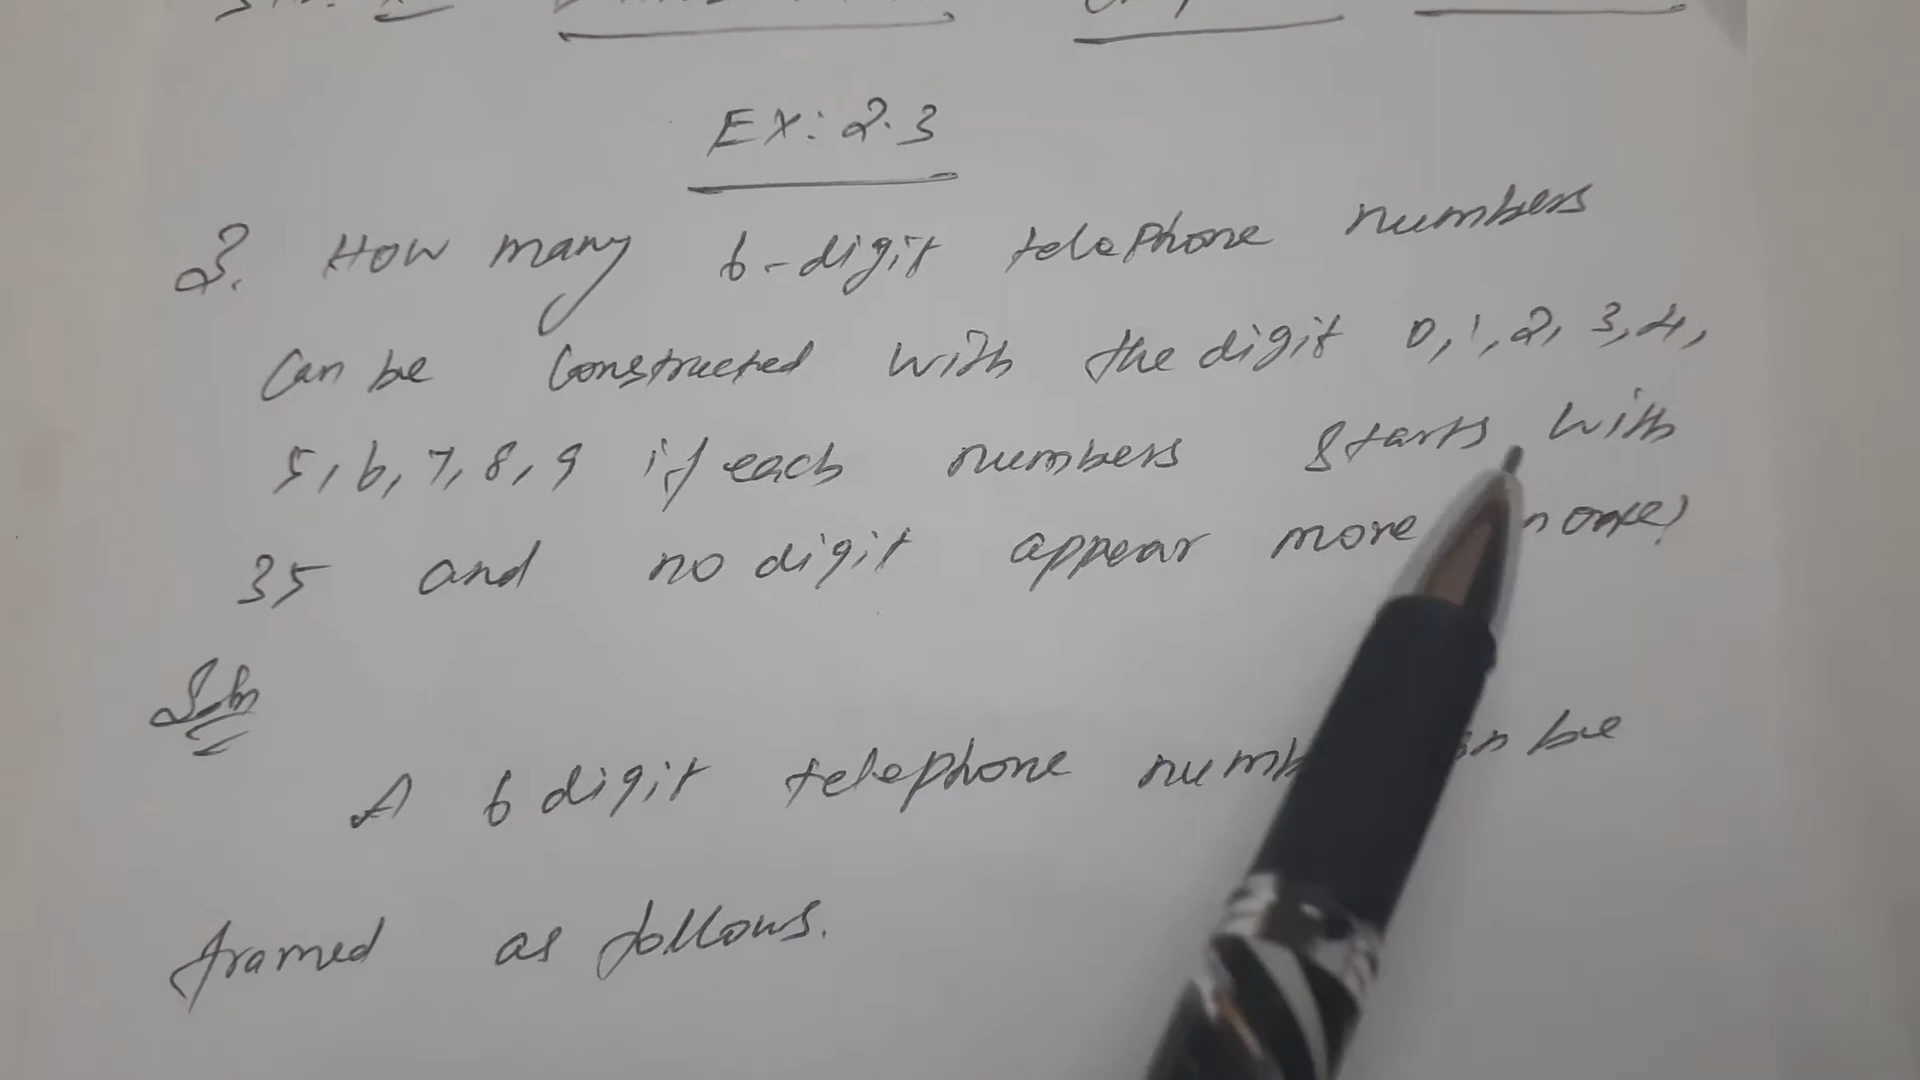 EX: 2.3
2. How many 6-digit telephone numbers
Can be constructed with the digit 0, 1, 2, 3, 4,
5, 6, 7, 8, 9 if each numbers starts with
35 and no digit appear more once?
Soln
A 6 digit telephone be
framed as follows.